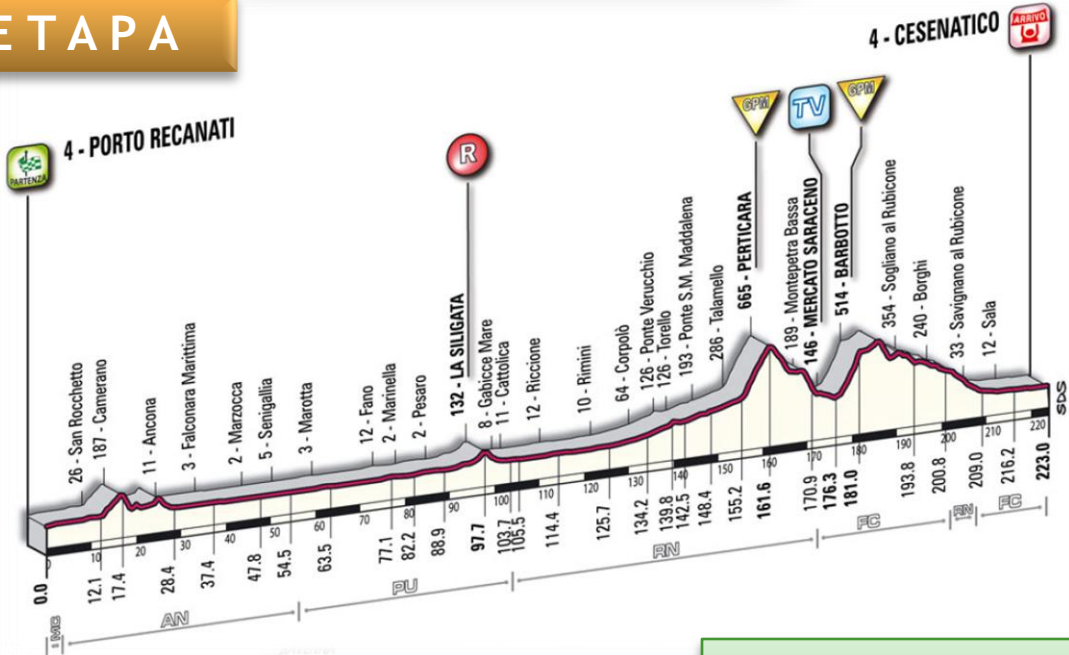 ETAPA
4 - PORTO RECANATI
PARTENZA
4 - CESENATICO
ARRIVO
R
GPM
TV
GPM
26 - San Rocchetto
187 - Camerano
11 - Ancona
3 - Falconara Marittima
2 - Marzocca
5 - Senigallia
3 - Marotta
12 - Fano
2 - Marinella
2 - Pesaro
132 - LA SILIGATA
8 - Gabicce Mare
11 - Cattolica
12 - Riccione
10 - Rimini
64 - Corpolò
126 - Ponte Verucchio
126 - Torello
193 - Ponte S.M. Maddalena
286 - Talamello
665 - PERTICARA
189 - Montepetra Bassa
146 - MERCATO SARACENO
514 - BARBOTTO
354 - Sogliano al Rubicone
240 - Borghi
33 - Savignano al Rubicone
12 - Sala
SDS
0 10 20 30 40 50 60 70 80 90 100 110 120 130 140 150 160 170 180 190 200 210 220
0.0
12.1
17.4
28.4
37.4
47.8
54.5
63.5
77.1
82.2
88.9
97.7
103.7
105.5
114.4
125.7
134.2
139.8
142.5
148.4
155.2
161.6
170.9
176.3
181.0
193.8
200.8
209.0
216.2
223.0
MC
AN
PU
RN
FC
RN
FC